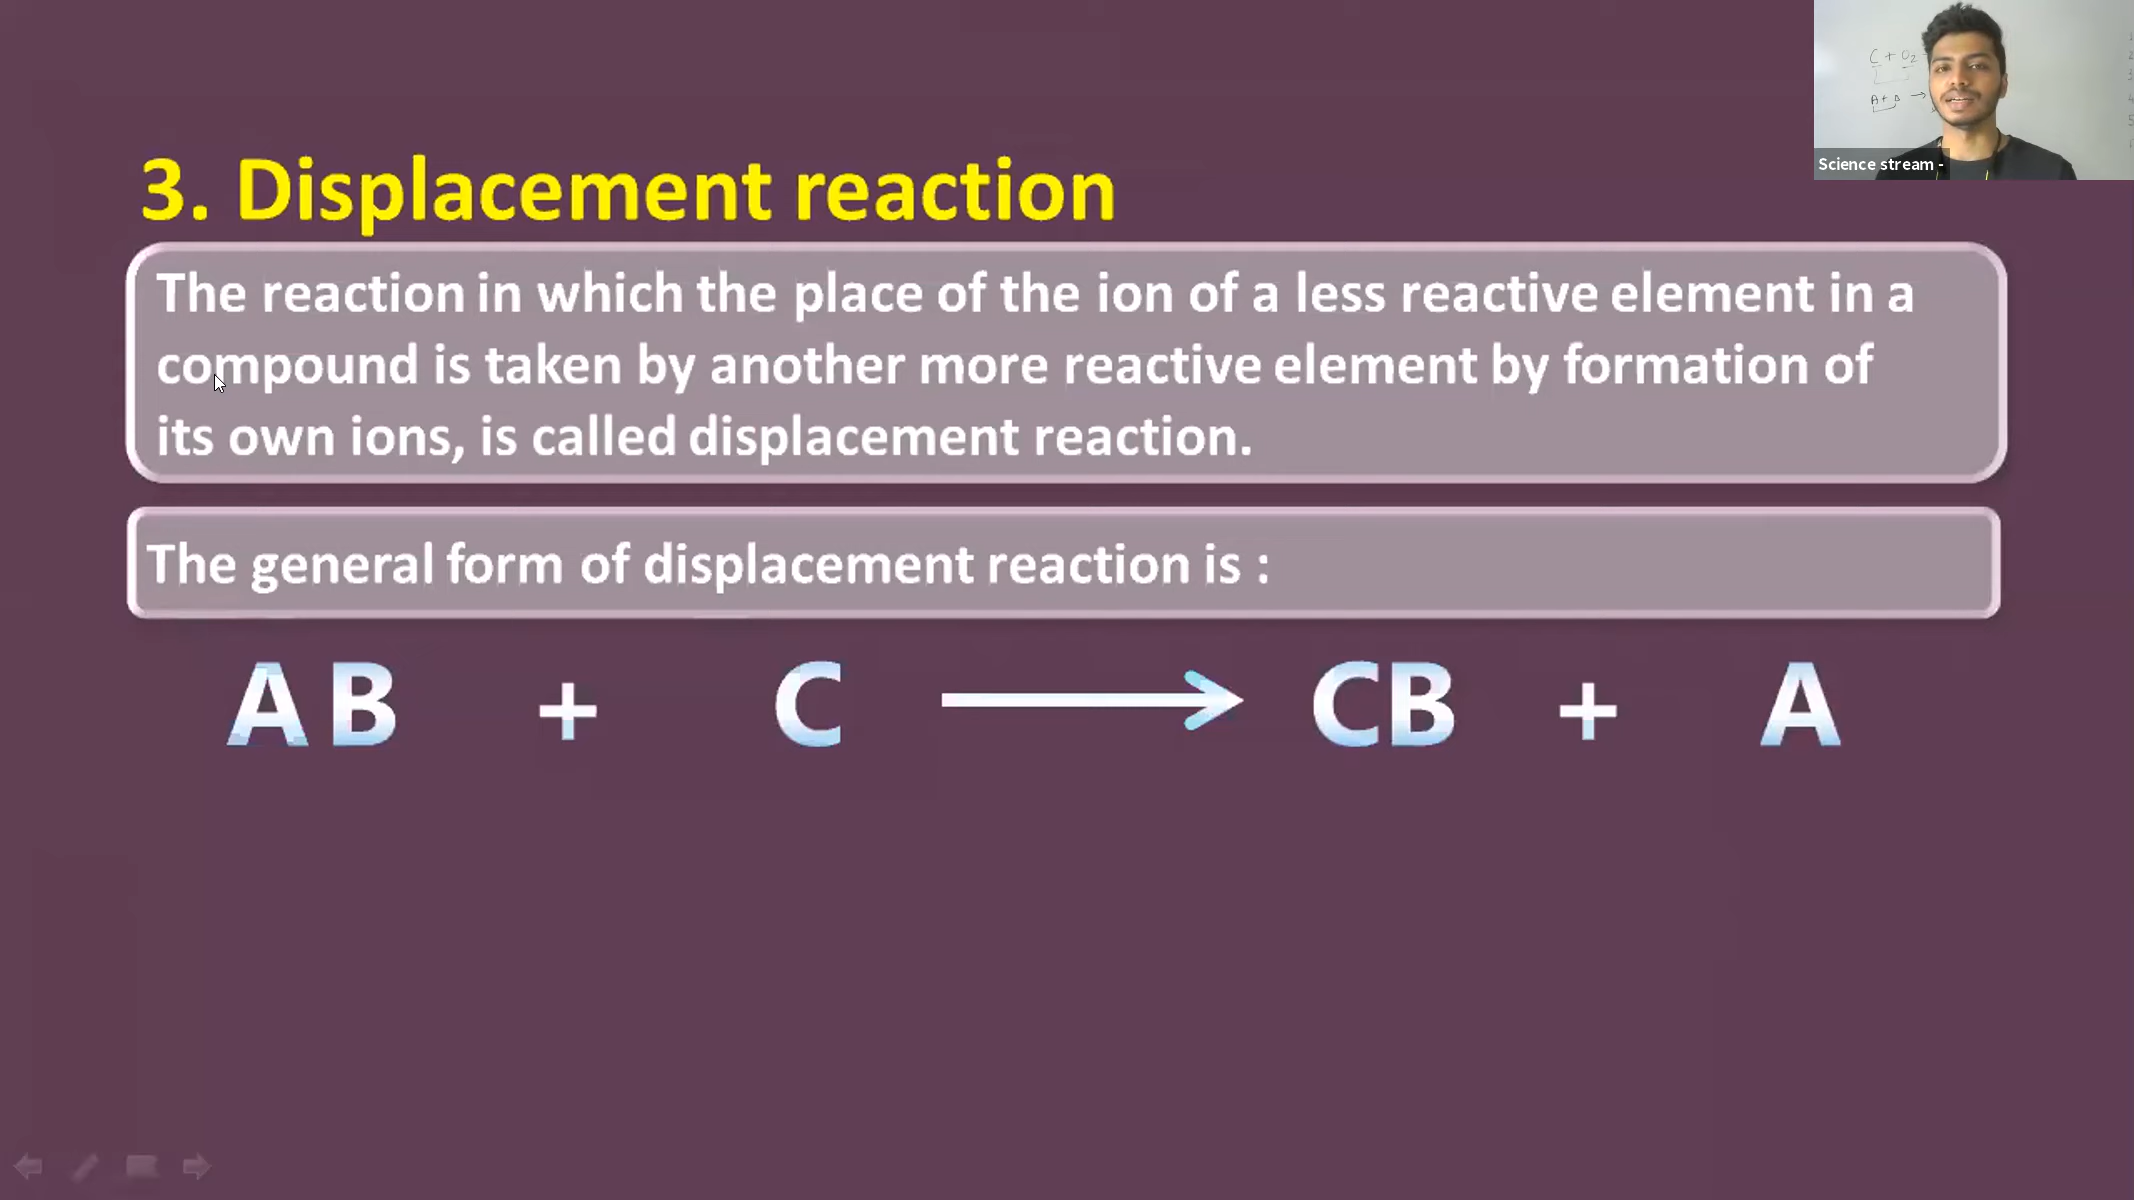 C + O2
A + B →
Science stream -
3. Displacement reaction
The reaction in which the place of the ion of a less reactive element in a
compound is taken by another more reactive element by formation of
its own ions, is called displacement reaction.
The general form of displacement reaction is :
A B + C ⟶ CB + A